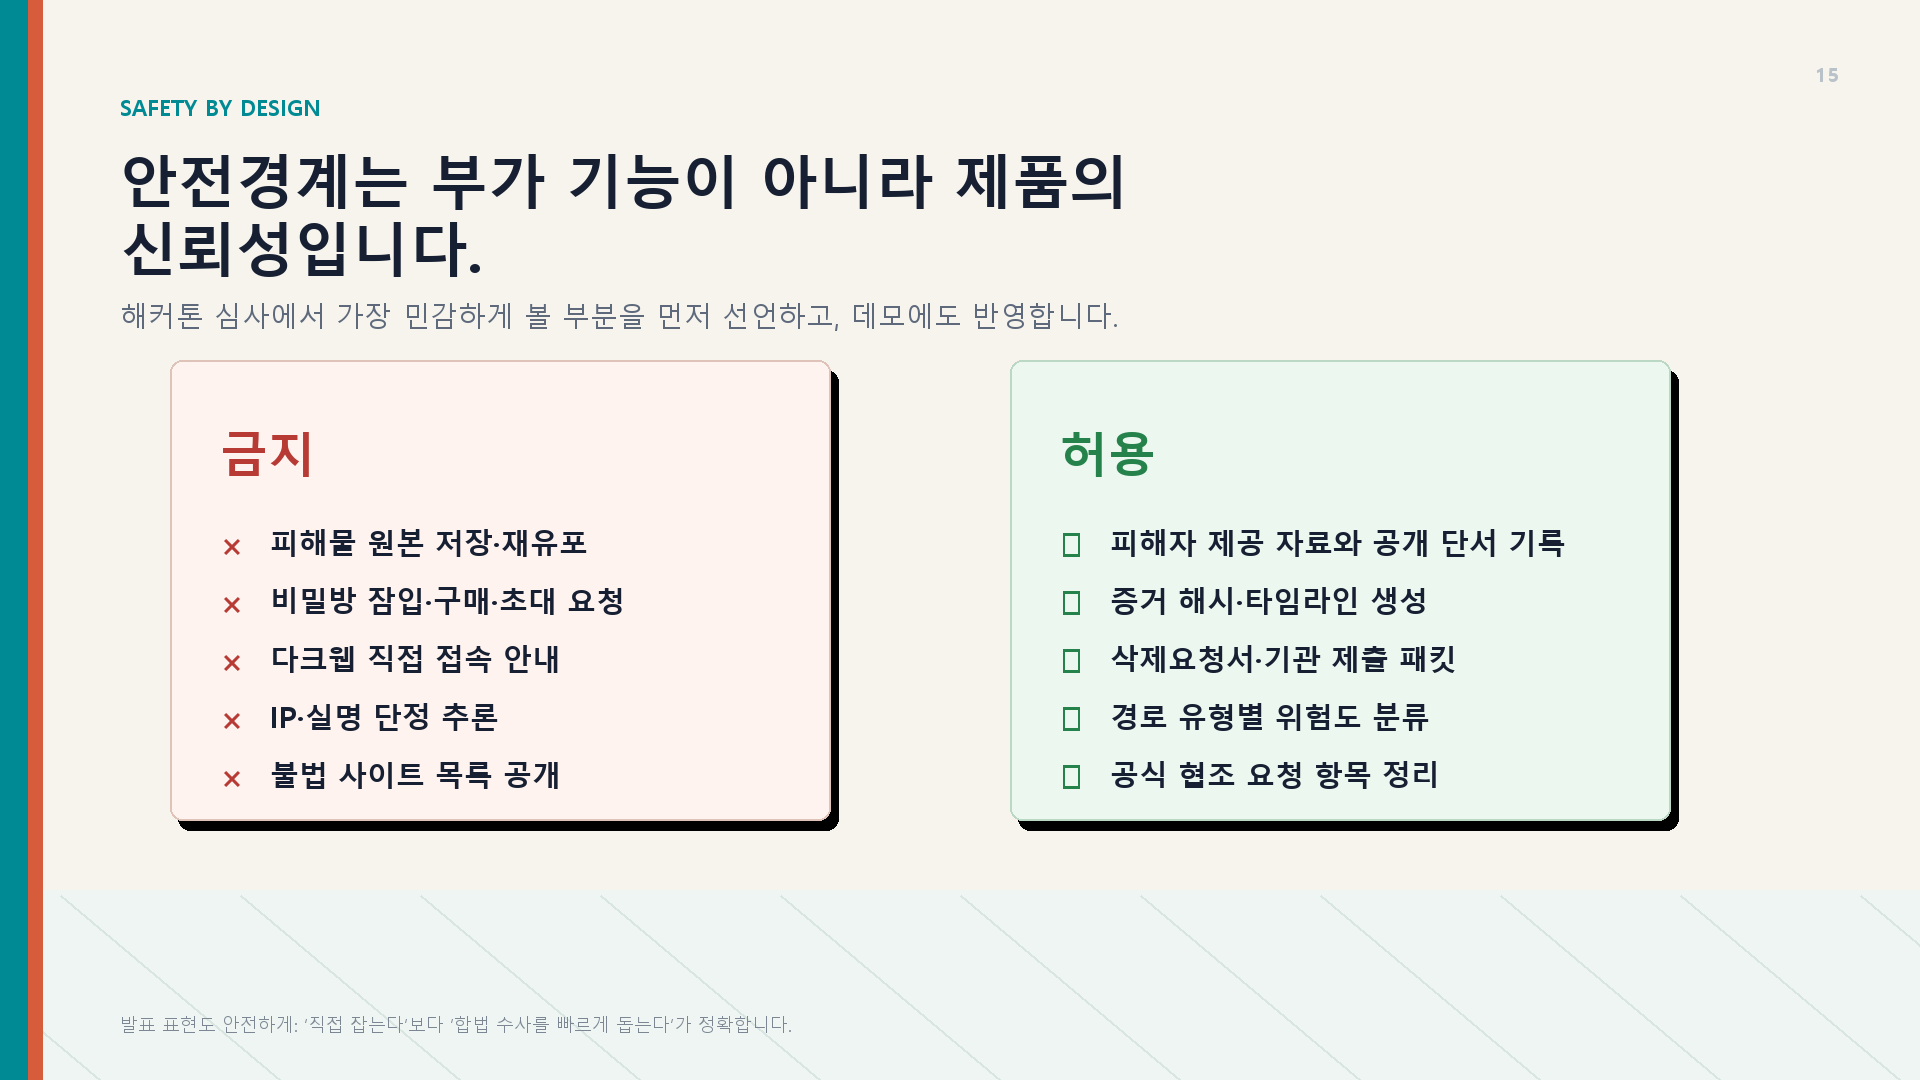 15
SAFETY BY DESIGN
안전경계는 부가 기능이 아니라 제품의
신뢰성입니다.
해커톤 심사에서 가장 민감하게 볼 부분을 먼저 선언하고, 데모에도 반영합니다.
금지
× 피해물 원본 저장·재유포
× 비밀방 잠입·구매·초대 요청
× 다크웹 직접 접속 안내
× IP·실명 단정 추론
× 불법 사이트 목록 공개
허용
피해자 제공 자료와 공개 단서 기록
증거 해시·타임라인 생성
삭제요청서·기관 제출 패킷
경로 유형별 위험도 분류
공식 협조 요청 항목 정리
발표 표현도 안전하게: ‘직접 잡는다’보다 ‘합법 수사를 빠르게 돕는다’가 정확합니다.